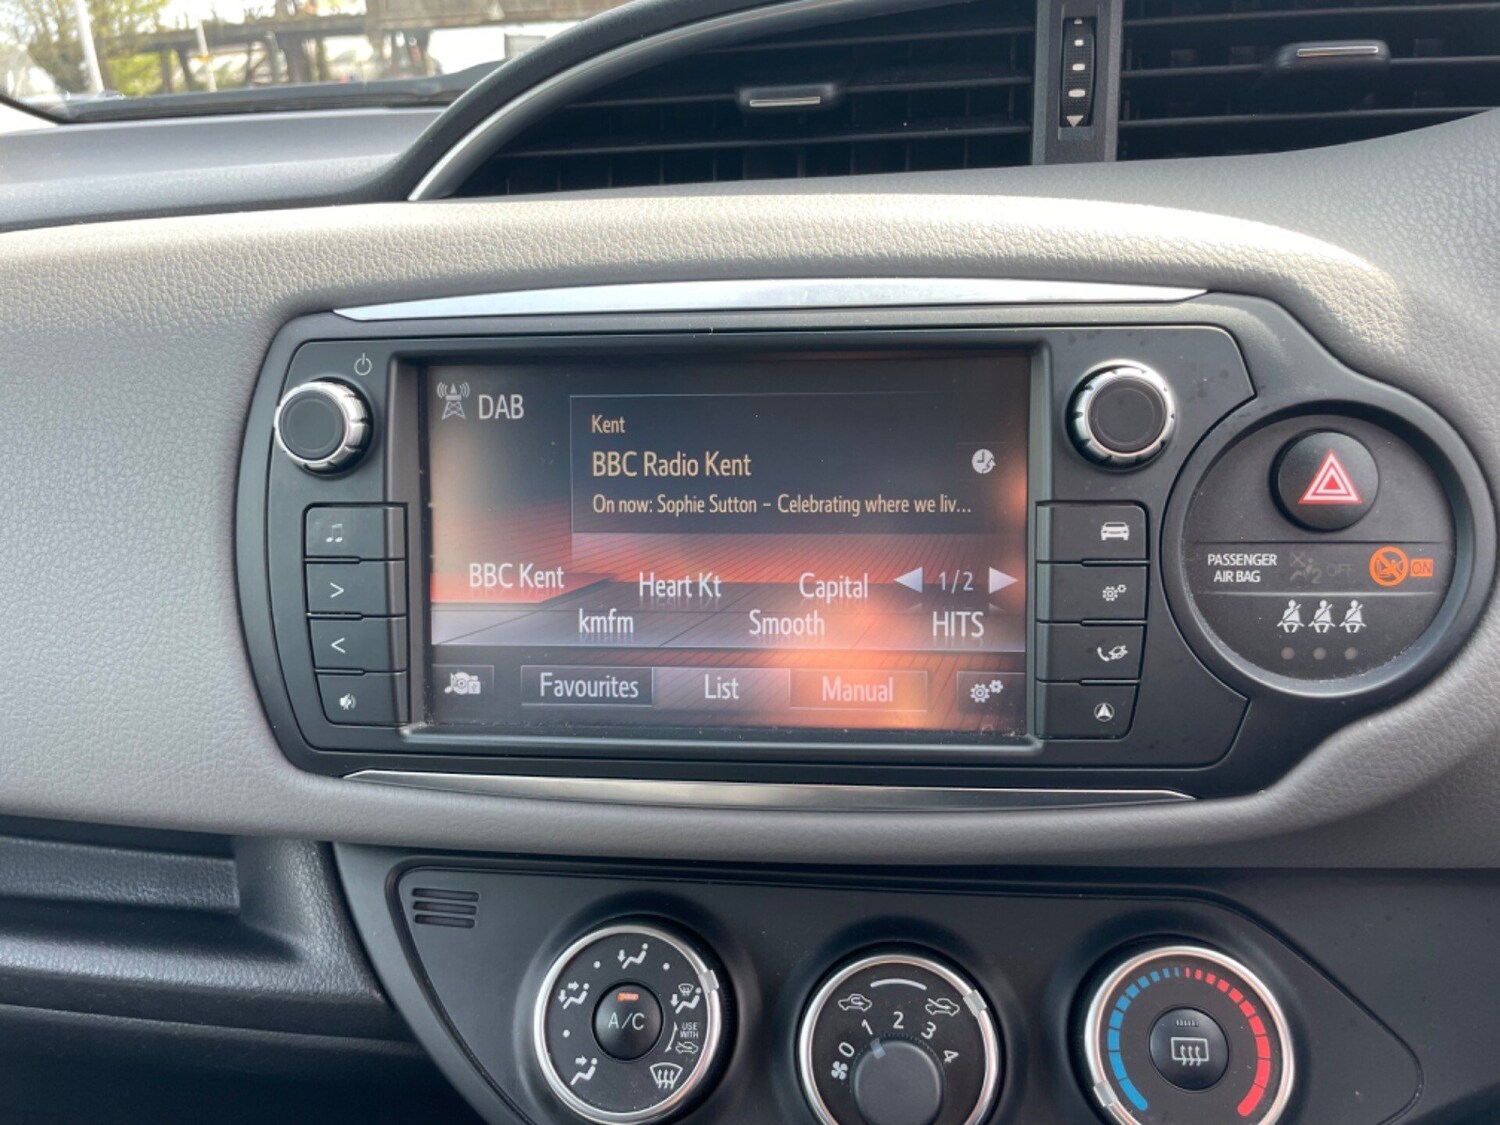 DAB
Kent
BBC Radio Kent
On now: Sophie Sutton - Celebrating where we liv...
BBC Kent
Heart Kt
Capital
1/2
kmfm
Smooth
HITS
Favourites
List
Manual
PASSENGER
AIR BAG
2 OFF
ON
A/C
USE
WITH
0
1
2
3
4